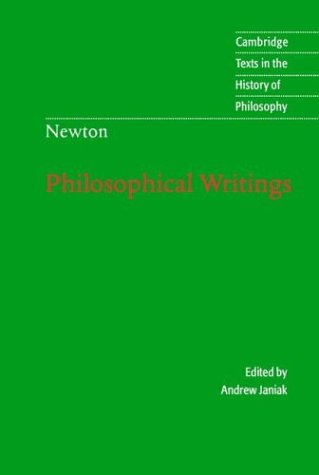 Cambridge
Texts in the
History of
Philosophy
Newton
Philosophical Writings
Edited by
Andrew Janiak